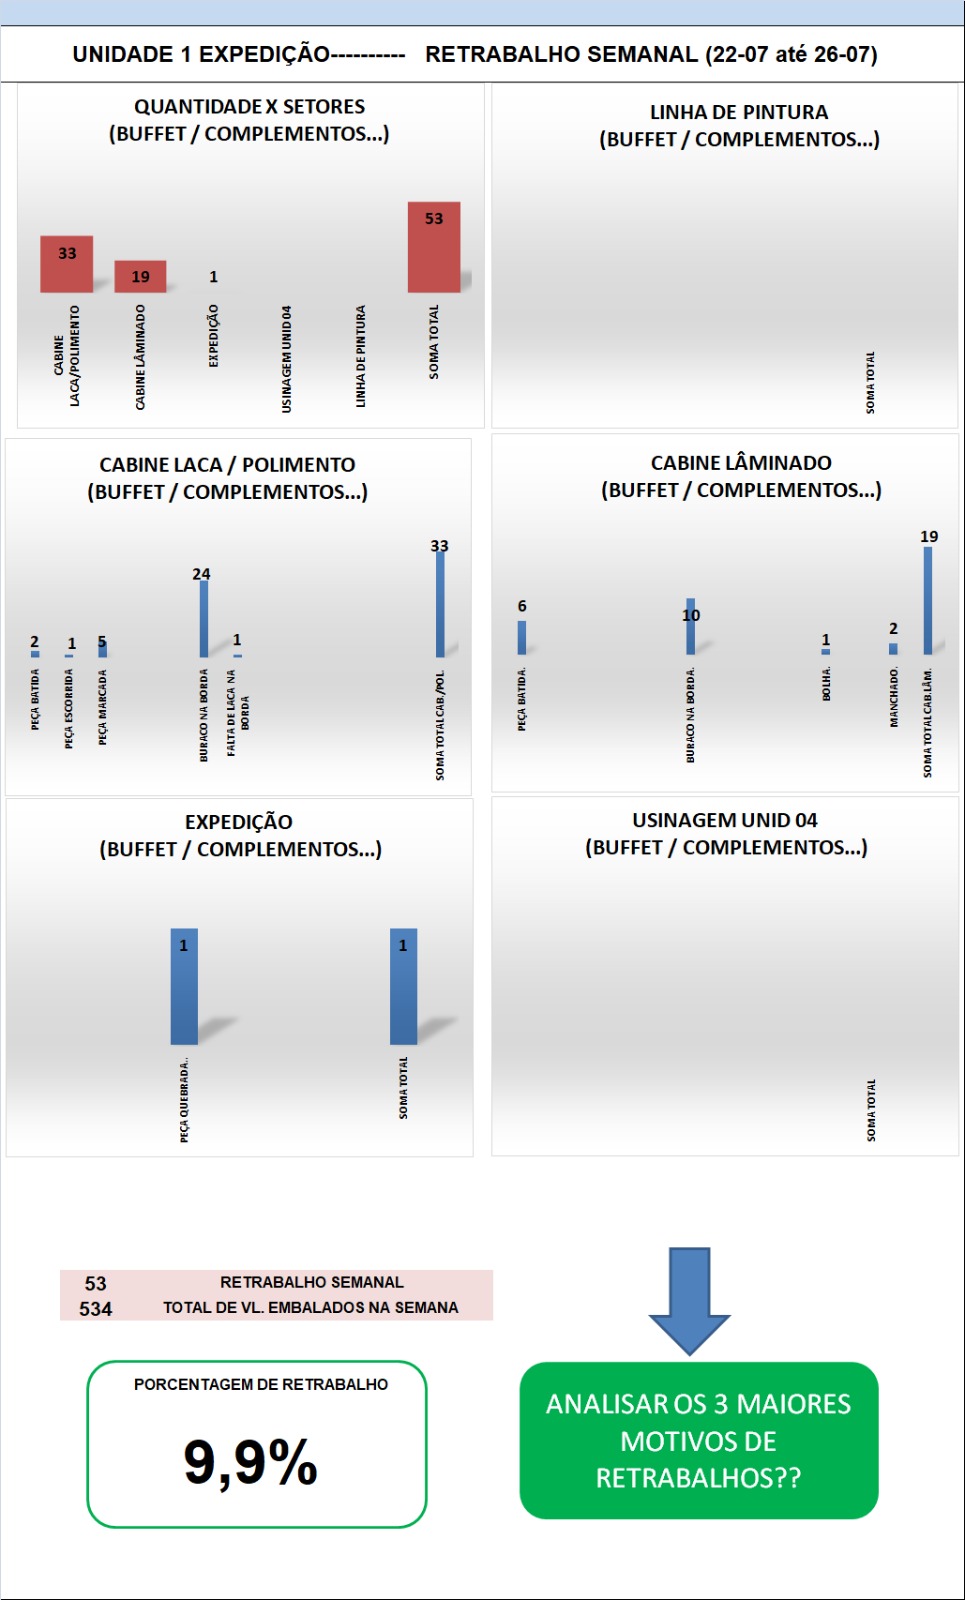 UNIDADE 1 EXPEDIÇÃO---------- RETRABALHO SEMANAL (22-07 até 26-07)
QUANTIDADE X SETORES
(BUFFET / COMPLEMENTOS...)
33
19
1
53
CABINE
LACA/POLIMENTO
CABINE LÂMINADO
EXPEDIÇÃO
USINAGEM UNID 04
LINHA DE PINTURA
SOMA TOTAL
LINHA DE PINTURA
(BUFFET / COMPLEMENTOS...)
SOMA TOTAL
CABINE LACA / POLIMENTO
(BUFFET / COMPLEMENTOS...)
2
1
5
24
1
33
PEÇA BATIDA
PEÇA ESCORRIDA
PEÇA MARCADA
BURACO NA BORDA
FALTA DE LACA NA
BORDA
SOMA TOTAL CAB./POL.
CABINE LÂMINADO
(BUFFET / COMPLEMENTOS...)
6
10
1
2
19
PEÇA BATIDA.
BURACO NA BORDA.
BOLHA.
MANCHADO.
SOMA TOTAL CAB.LÂM.
EXPEDIÇÃO
(BUFFET / COMPLEMENTOS...)
1
1
PEÇA QUEBRADA..
SOMA TOTAL
USINAGEM UNID 04
(BUFFET / COMPLEMENTOS...)
SOMA TOTAL
53 RETRABALHO SEMANAL
534 TOTAL DE VL. EMBALADOS NA SEMANA
PORCENTAGEM DE RETRABALHO
9,9%
ANALISAR OS 3 MAIORES
MOTIVOS DE
RETRABALHOS??